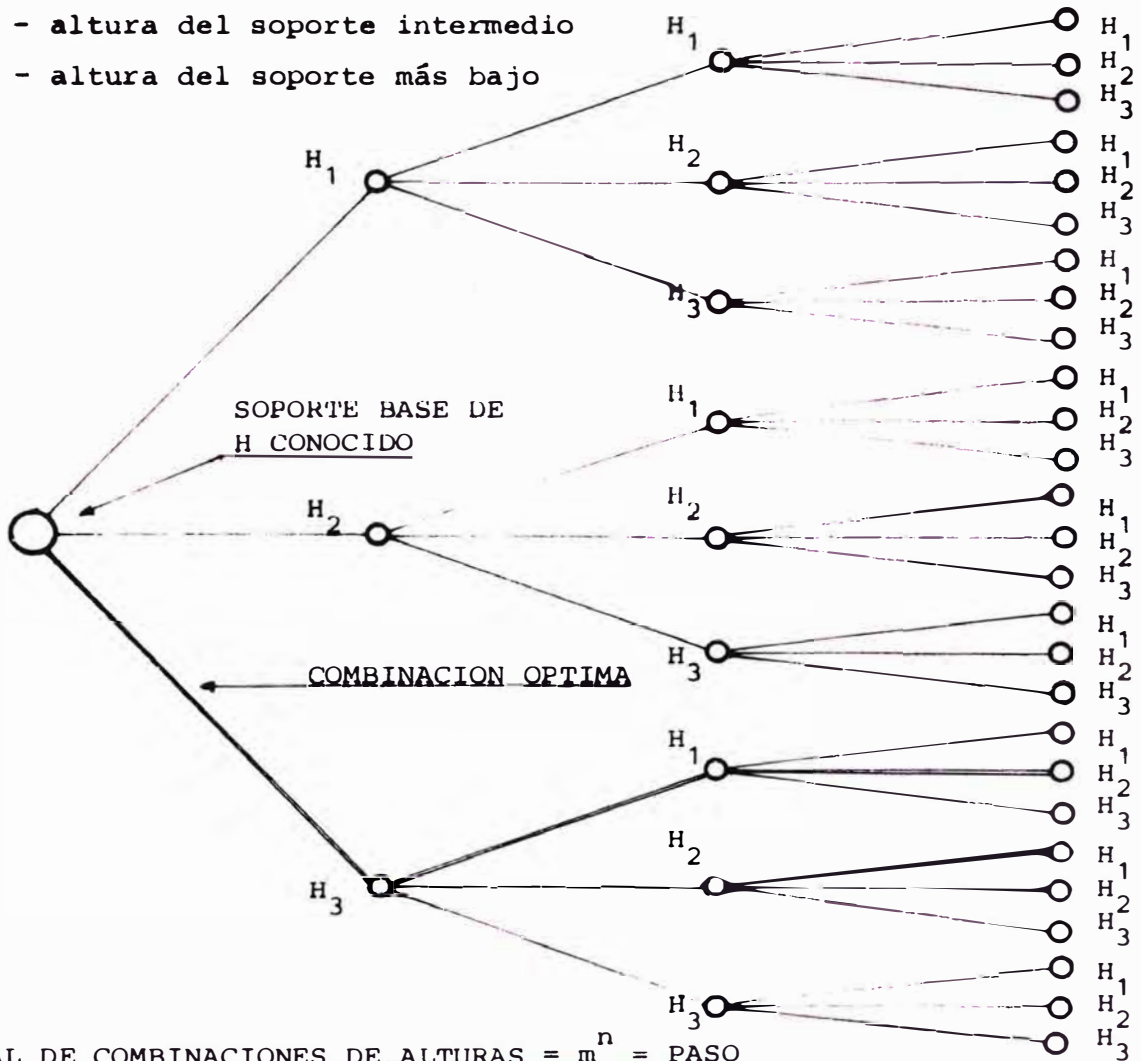 - altura del soporte intermedio
- altura del soporte más bajo
H1
H1
H2
H3
H1
H2
H1
H2
H3
H3
H1
H2
H3
SOPORTE BASE DE
H CONOCIDO
H1
H1
H2
H3
H2
H2
H1
H2
H3
H3
H1
H2
H3
COMBINACION OPTIMA
H1
H1
H2
H3
H3
H2
H1
H2
H3
H3
H1
H2
H3
AL DE COMBINACIONES DE ALTURAS = m^n = PASO